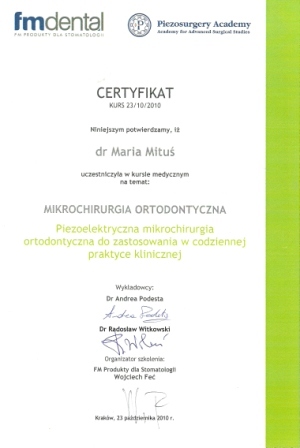 fmdental
FM PRODUKTY DLA STOMATOLOGII
Piezosurgery Academy
Academy for Advanced Surgical Studies
CERTYFIKAT
KURS 23/10/2010
Niniejszym potwierdzamy, iż
dr Maria Mituś
uczestniczyła w kursie medycznym
na temat:
MIKROCHIRURGIA ORTODONTYCZNA
Piezoelektryczna mikrochirurgia
ortodontyczna do zastosowania w codziennej
praktyce klinicznej
Wykładowcy:
Dr Andrea Podesta
Andrea Podestà
Dr Radosław Witkowski
Organizator szkolenia:
FM Produkty dla Stomatologii
Wojciech Feć
Kraków, 23 października 2010 r.